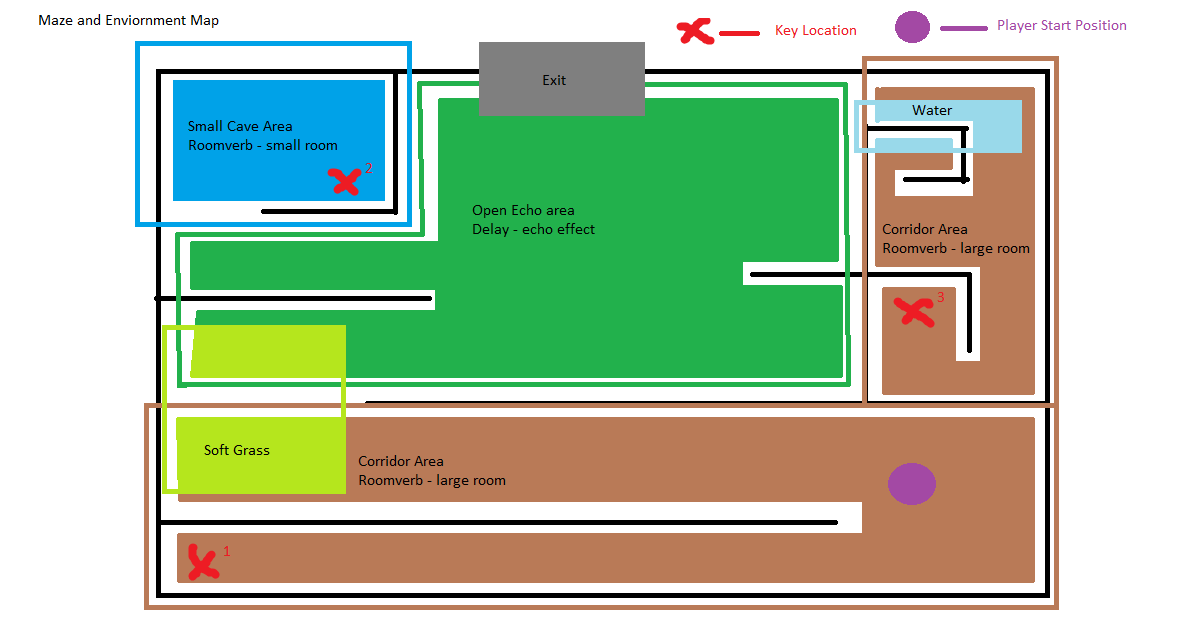 Maze and Enviornment Map
Key Location
Player Start Position
Exit
Small Cave Area
Roomverb - small room
2
Water
Open Echo area
Delay - echo effect
Corridor Area
Roomverb - large room
3
Soft Grass
Corridor Area
Roomverb - large room
1